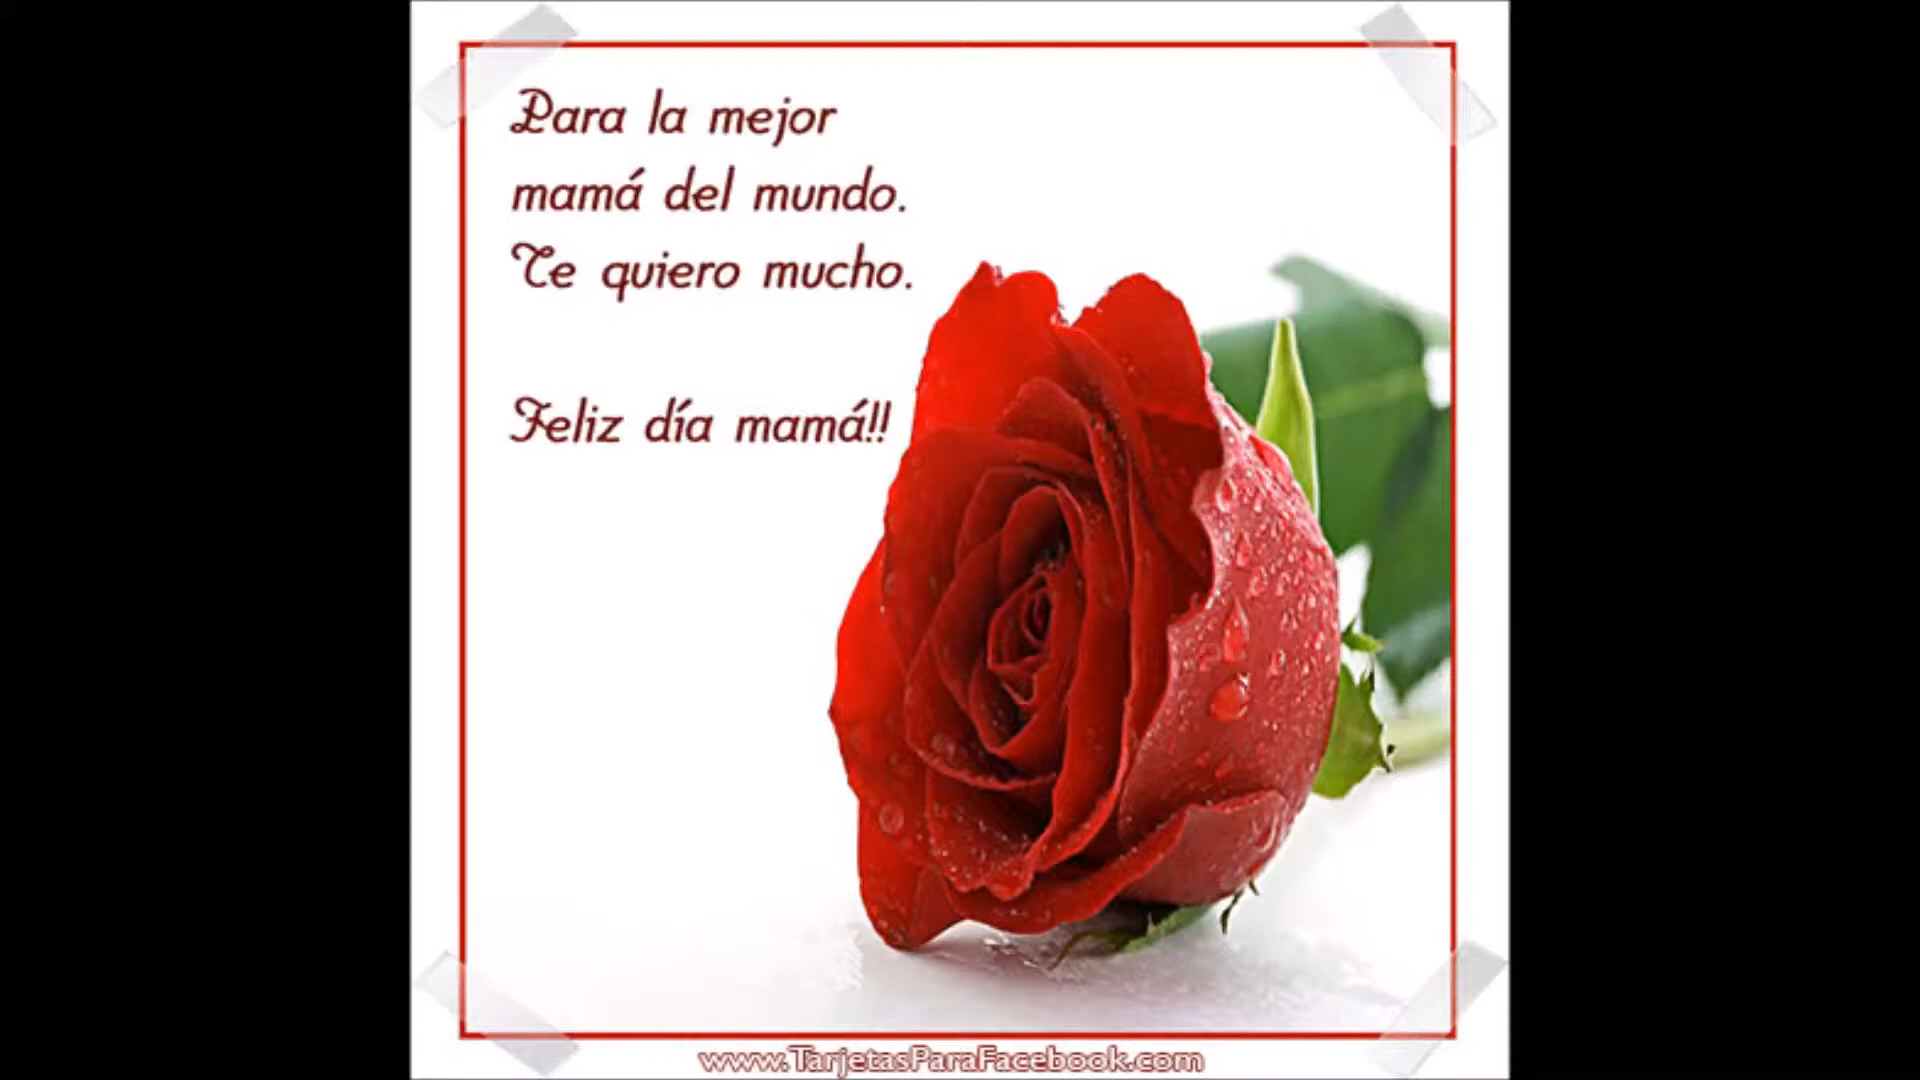 Para la mejor
mamá del mundo.
Te quiero mucho.
Feliz día mamá!!
www.TarjetasParaFacebook.com